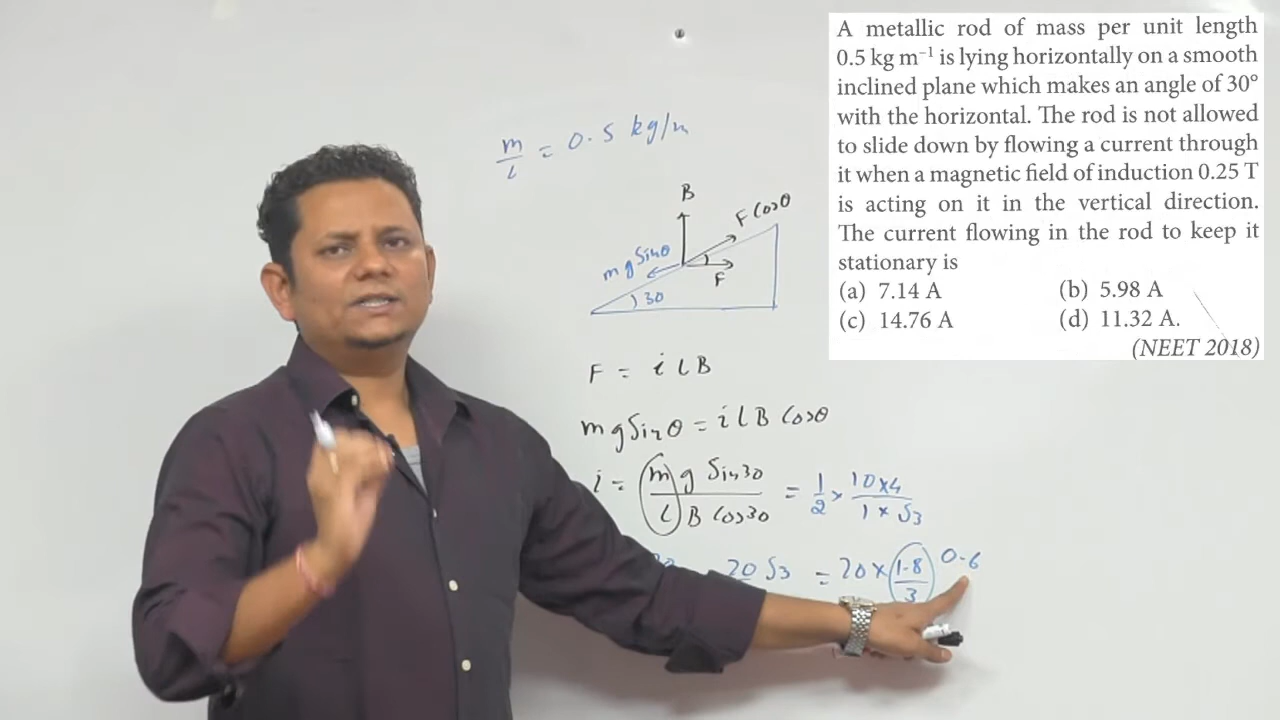 A metallic rod of mass per unit length
0.5 kg m⁻¹ is lying horizontally on a smooth
inclined plane which makes an angle of 30°
with the horizontal. The rod is not allowed
to slide down by flowing a current through
it when a magnetic field of induction 0.25 T
is acting on it in the vertical direction.
The current flowing in the rod to keep it
stationary is
(a) 7.14 A (b) 5.98 A
(c) 14.76 A (d) 11.32 A.
(NEET 2018)
m/L = 0.5 kg/m
B
F Cosθ
mg Sinθ
F
30
F = i L B
mg Sinθ = i L B Cosθ
i = m g Sin30 / L B Cos30 = 1/2 × 10×4 / 1×√3
20√3 = 20 × 1.8/3 0.6